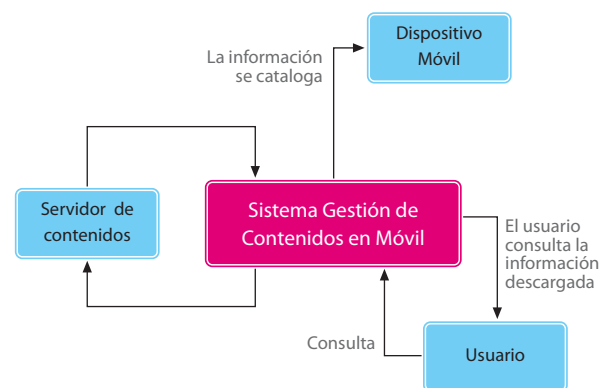 Dispositivo
Móvil
La información
se cataloga
Servidor de
contenidos
Sistema Gestión de
Contenidos en Móvil
El usuario
consulta la
información
descargada
Consulta
Usuario